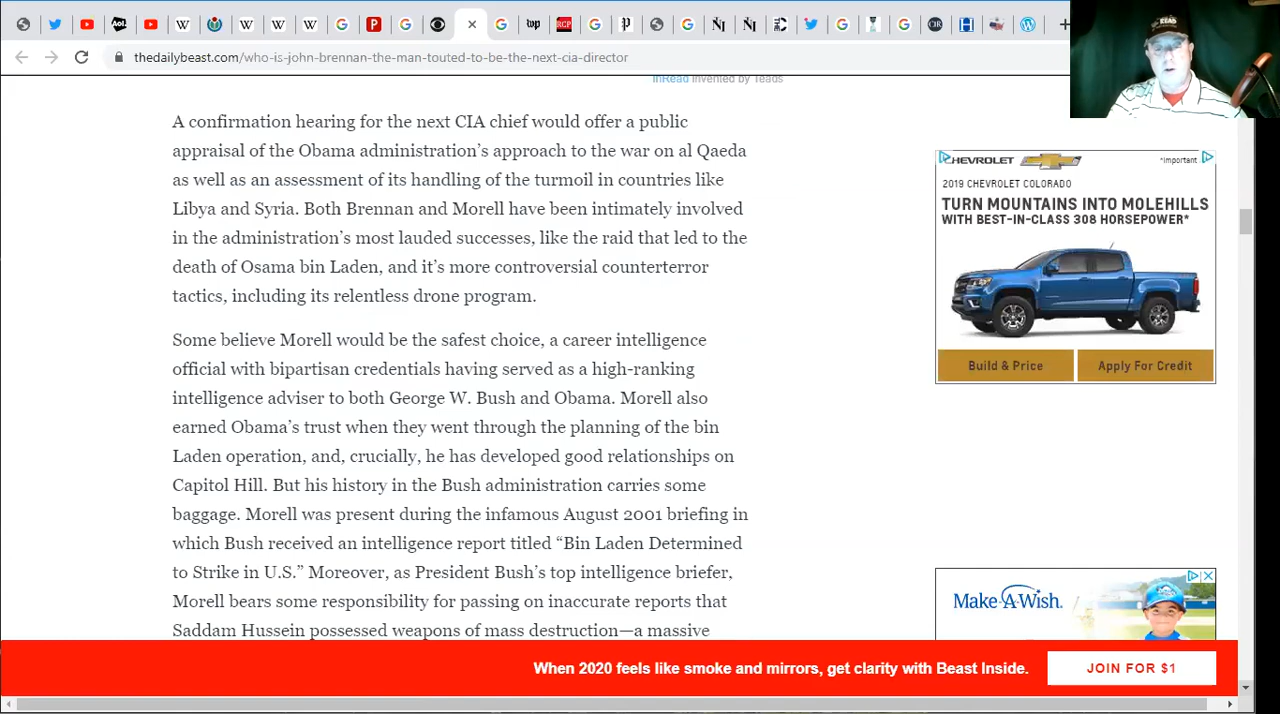 thedailybeast.com/who-is-john-brennan-the-man-touted-to-be-the-next-cia-director
inRead invented by Teads
A confirmation hearing for the next CIA chief would offer a public
appraisal of the Obama administration's approach to the war on al Qaeda
as well as an assessment of its handling of the turmoil in countries like
Libya and Syria. Both Brennan and Morell have been intimately involved
in the administration's most lauded successes, like the raid that led to the
death of Osama bin Laden, and it's more controversial counterterror
tactics, including its relentless drone program.
Some believe Morell would be the safest choice, a career intelligence
official with bipartisan credentials having served as a high-ranking
intelligence adviser to both George W. Bush and Obama. Morell also
earned Obama's trust when they went through the planning of the bin
Laden operation, and, crucially, he has developed good relationships on
Capitol Hill. But his history in the Bush administration carries some
baggage. Morell was present during the infamous August 2001 briefing in
which Bush received an intelligence report titled “Bin Laden Determined
to Strike in U.S.” Moreover, as President Bush's top intelligence briefer,
Morell bears some responsibility for passing on inaccurate reports that
Saddam Hussein possessed weapons of mass destruction—a massive
CHEVROLET
*Important
2019 CHEVROLET COLORADO
TURN MOUNTAINS INTO MOLEHILLS
WITH BEST-IN-CLASS 308 HORSEPOWER*
Build & Price
Apply For Credit
Make-A-Wish.
When 2020 feels like smoke and mirrors, get clarity with Beast Inside.
JOIN FOR $1